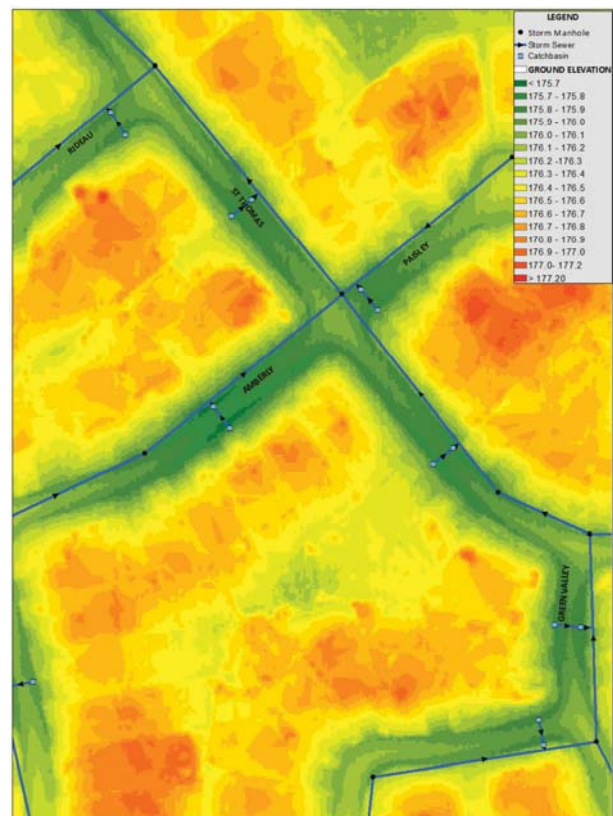 LEGEND
Storm Manhole
Storm Sewer
Catchbasin
GROUND ELEVATION
< 175.7
175.7 - 175.8
175.8 - 175.9
175.9 - 176.0
176.0 - 176.1
176.1 - 176.2
176.2 -176.3
176.3 - 176.4
176.4 - 176.5
176.5 - 176.6
176.6 - 176.7
176.7 - 176.8
176.8 - 176.9
176.9 - 177.0
177.0- 177.2
> 177.20
RIDEAU
ST THOMAS
PAISLEY
AMBERLY
GREEN VALLEY